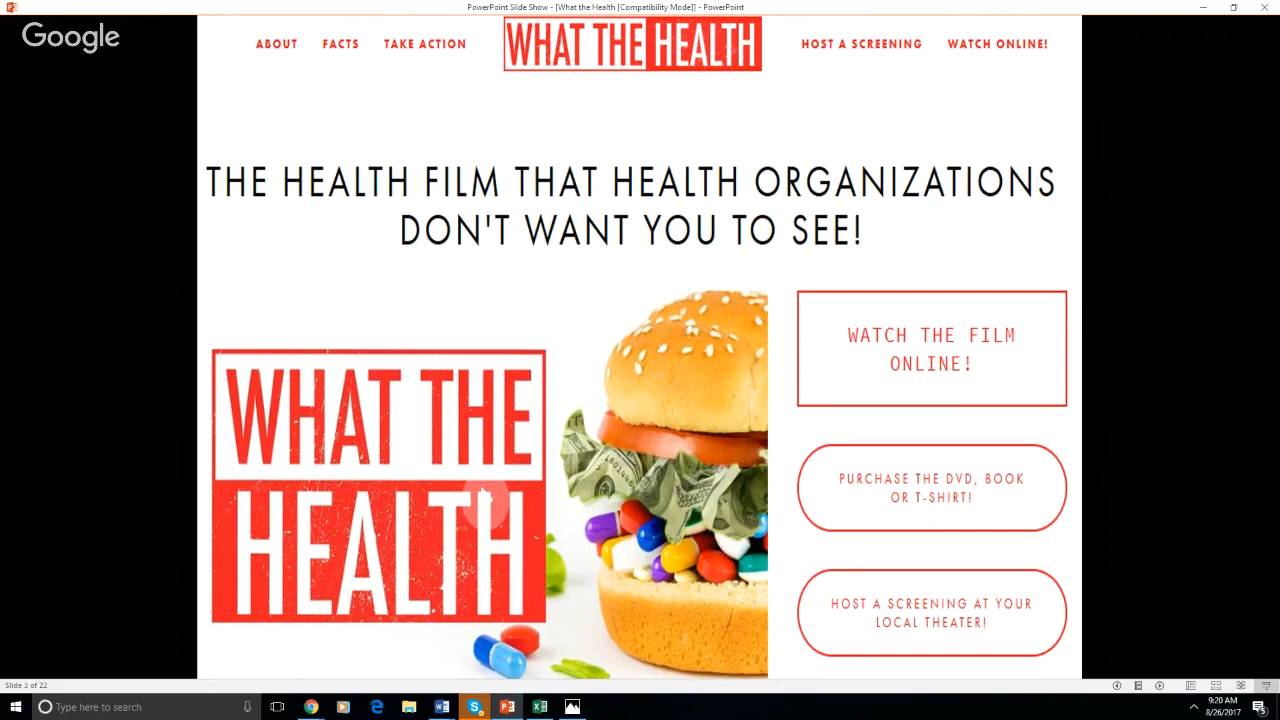 PowerPoint Slide Show - [What the Health [Compatibility Mode]] - PowerPoint
Google
ABOUT FACTS TAKE ACTION WHAT THE HEALTH HOST A SCREENING WATCH ONLINE!
THE HEALTH FILM THAT HEALTH ORGANIZATIONS
DON'T WANT YOU TO SEE!
WHAT THE
HEALTH
WATCH THE FILM
ONLINE!
PURCHASE THE DVD, BOOK
OR T-SHIRT!
HOST A SCREENING AT YOUR
LOCAL THEATER!
Slide 3 of 22
Type here to search
9:20 AM
8/26/2017